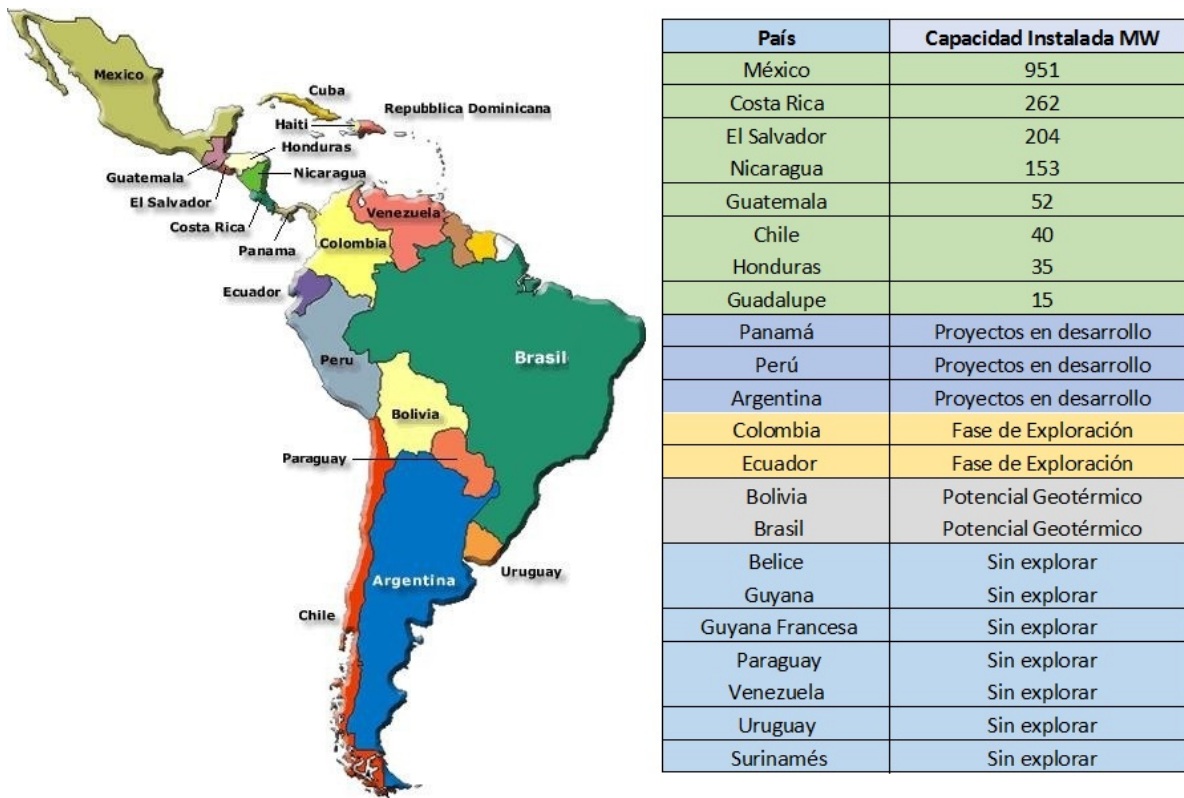 Mexico
Cuba
Repubblica Dominicana
Haiti
Honduras
Guatemala
Nicaragua
El Salvador
Costa Rica
Venezuela
Panama
Colombia
Ecuador
Peru
Brasil
Bolivia
Paraguay
Uruguay
Argentina
Chile
País Capacidad Instalada MW
México 951
Costa Rica 262
El Salvador 204
Nicaragua 153
Guatemala 52
Chile 40
Honduras 35
Guadalupe 15
Panamá Proyectos en desarrollo
Perú Proyectos en desarrollo
Argentina Proyectos en desarrollo
Colombia Fase de Exploración
Ecuador Fase de Exploración
Bolivia Potencial Geotérmico
Brasil Potencial Geotérmico
Belice Sin explorar
Guyana Sin explorar
Guyana Francesa Sin explorar
Paraguay Sin explorar
Venezuela Sin explorar
Uruguay Sin explorar
Surinamés Sin explorar